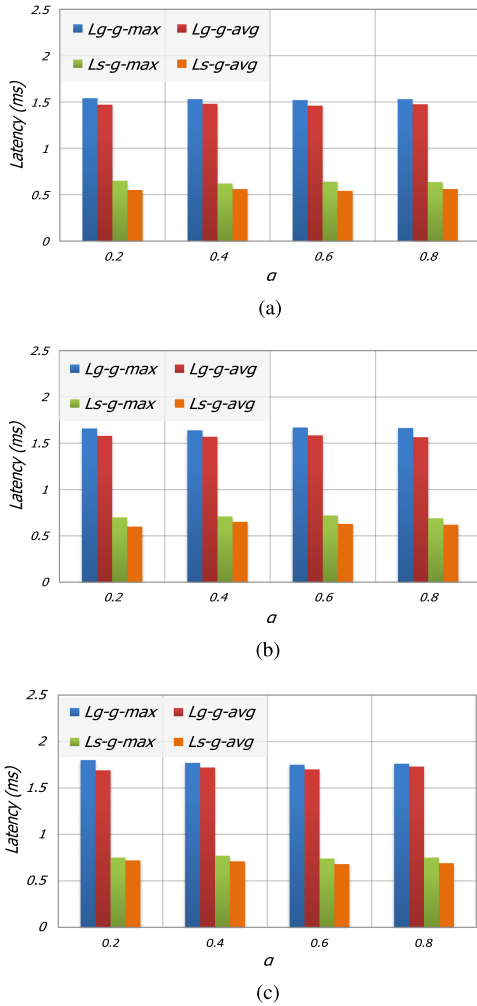 2.5
Lg-g-max Lg-g-avg
2
Ls-g-max Ls-g-avg
1.5
Latency (ms)
1
0.5
0
0.2 0.4 0.6 0.8
a
(a)
2.5
Lg-g-max Lg-g-avg
2
Ls-g-max Ls-g-avg
1.5
Latency (ms)
1
0.5
0
0.2 0.4 0.6 0.8
a
(b)
2.5
Lg-g-max Lg-g-avg
2
Ls-g-max Ls-g-avg
1.5
Latency (ms)
1
0.5
0
0.2 0.4 0.6 0.8
a
(c)